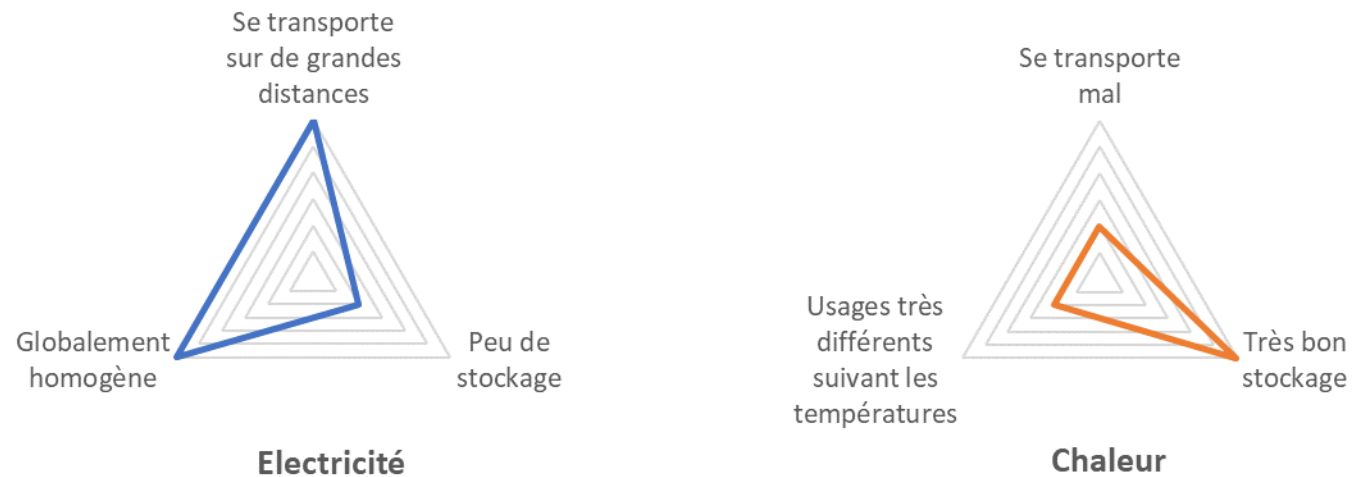 Se transporte
sur de grandes
distances
Globalement
homogène
Peu de
stockage
Electricité
Se transporte
mal
Usages très
différents
suivant les
températures
Très bon
stockage
Chaleur